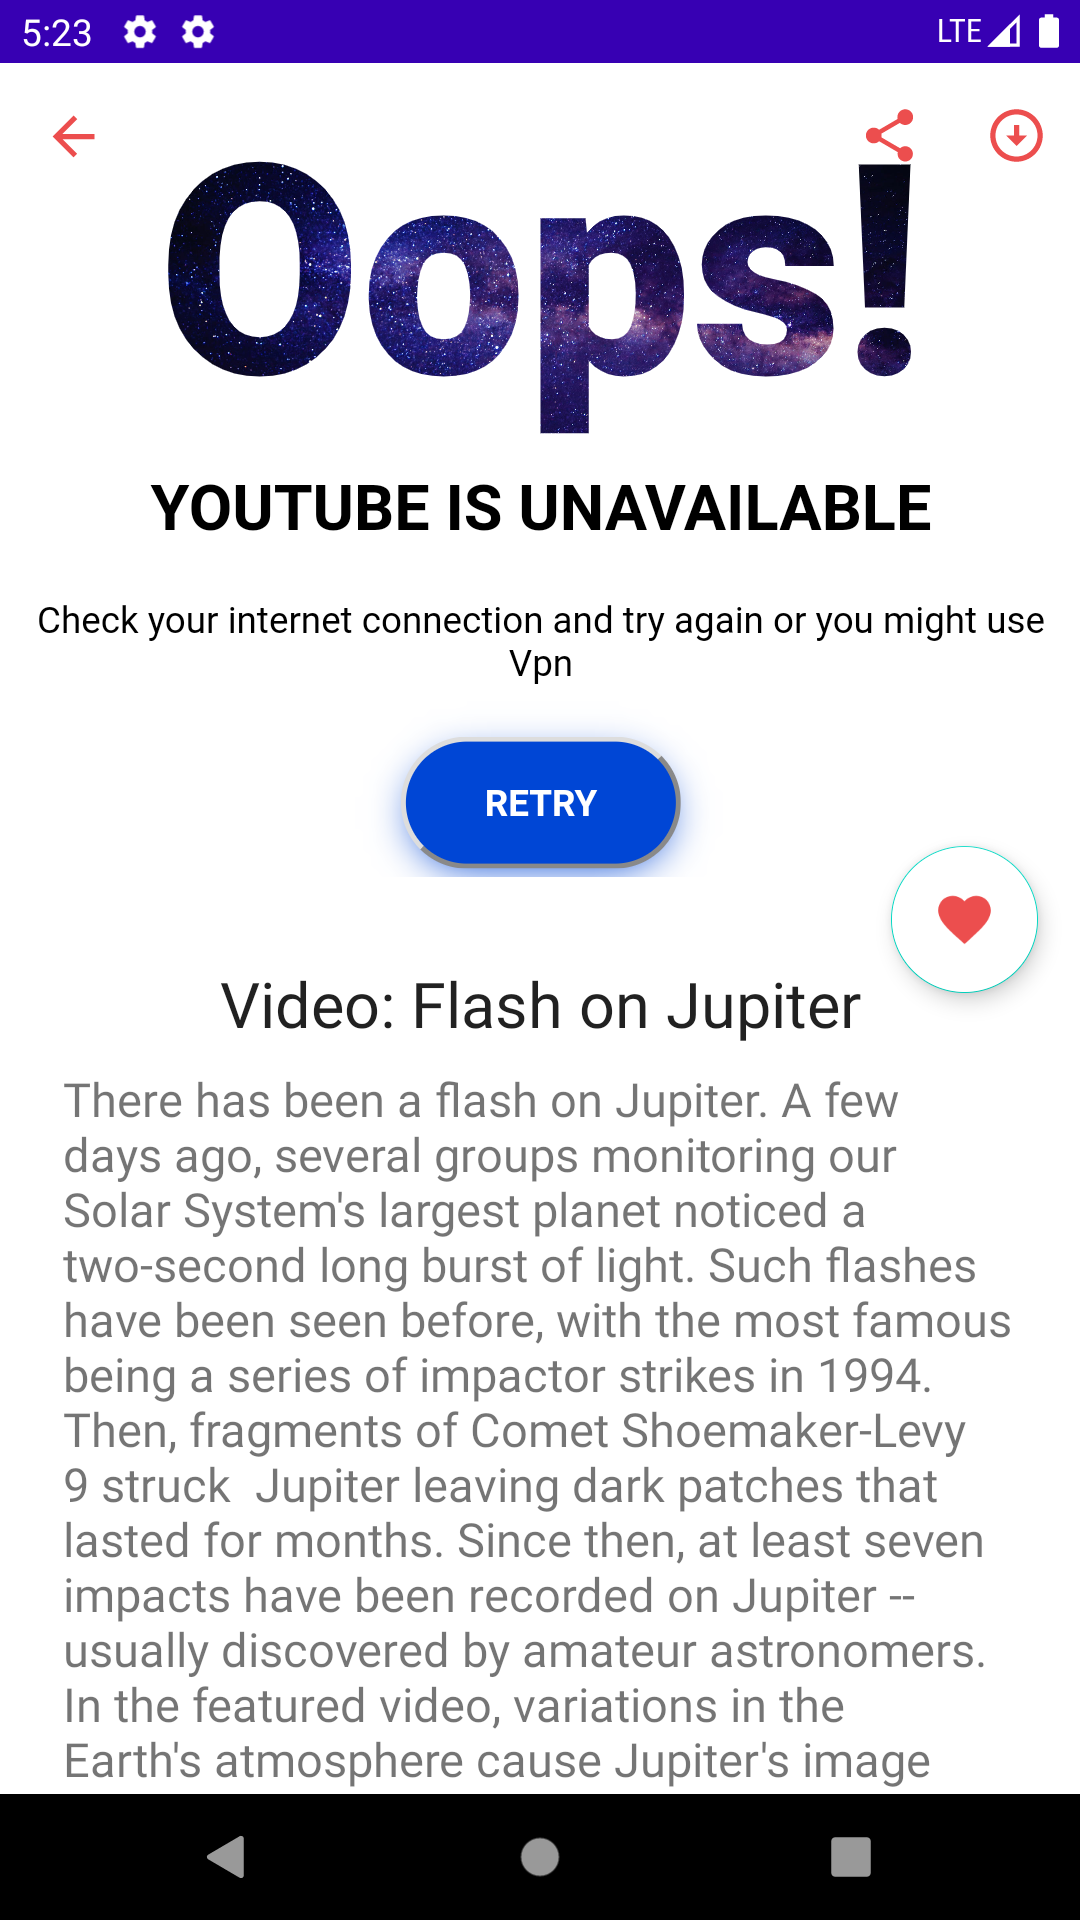 5:23 LTE
Oops!
YOUTUBE IS UNAVAILABLE
Check your internet connection and try again or you might use
Vpn
RETRY
Video: Flash on Jupiter
There has been a flash on Jupiter. A few
days ago, several groups monitoring our
Solar System's largest planet noticed a
two-second long burst of light. Such flashes
have been seen before, with the most famous
being a series of impactor strikes in 1994.
Then, fragments of Comet Shoemaker-Levy
9 struck  Jupiter leaving dark patches that
lasted for months. Since then, at least seven
impacts have been recorded on Jupiter --
usually discovered by amateur astronomers.
In the featured video, variations in the
Earth's atmosphere cause Jupiter's image